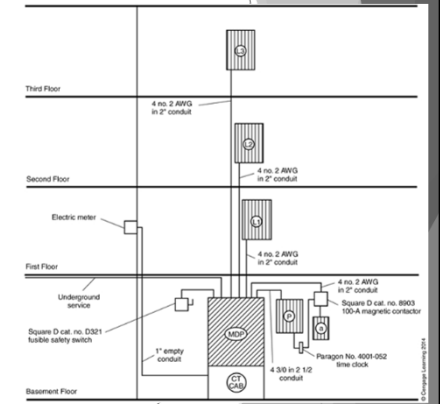 L3
Third Floor
4 no. 2 AWG
in 2" conduit
L2
4 no. 2 AWG
in 2" conduit
Second Floor
L1
Electric meter
4 no. 2 AWG
in 2" conduit
First Floor
4 no. 2 AWG
in 2" conduit
Underground
service
Square D cat. no. 8903
100-A magnetic contactor
P
a
MDP
Square D cat. no. D321
fusible safety switch
1" empty
conduit
Paragon No. 4001-052
time clock
4 3/0 in 2 1/2
conduit
CT
CAB
Basement Floor
© Cengage Learning 2014